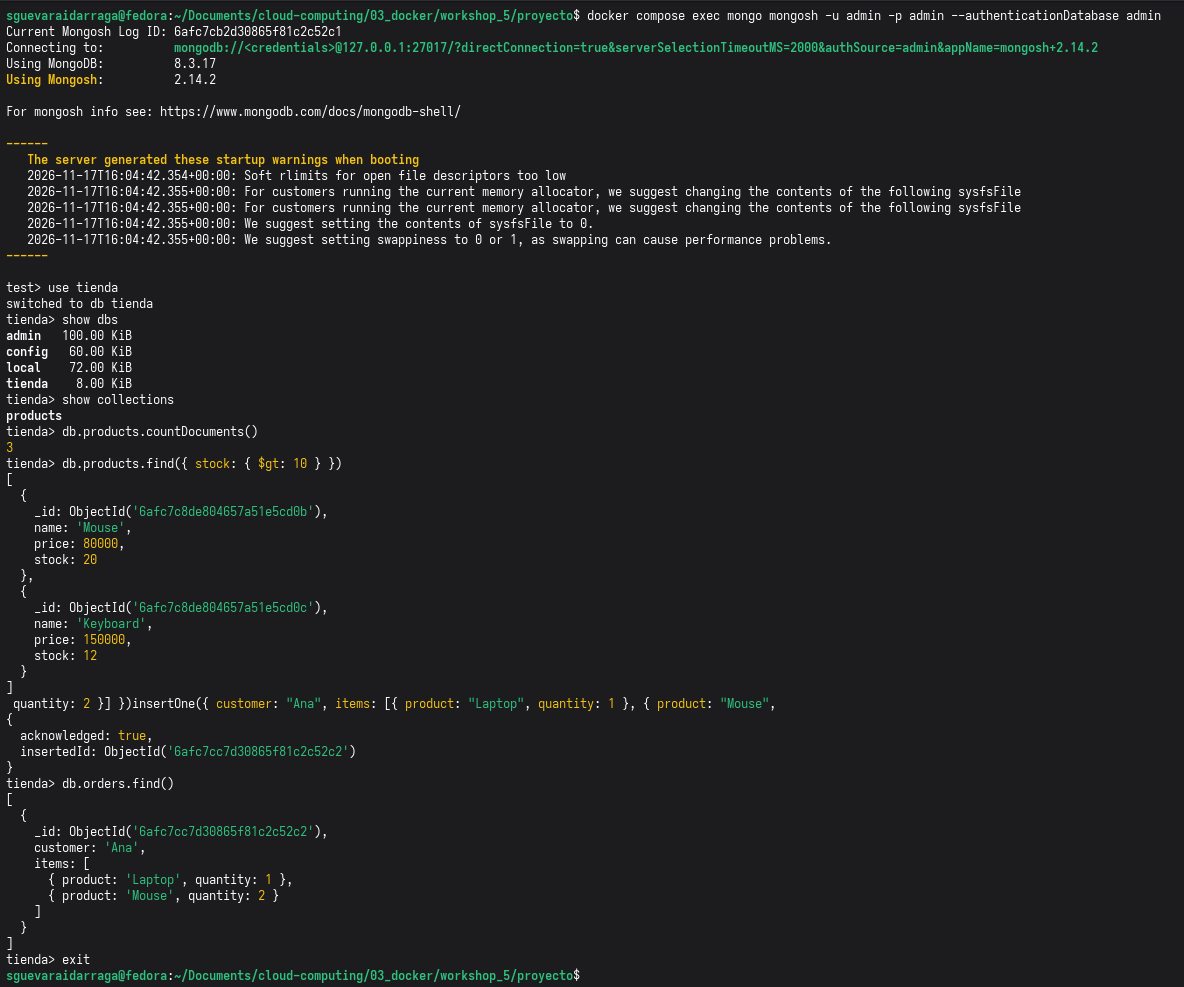 sguevaraidarraga@fedora:~/Documents/cloud-computing/03_docker/workshop_5/proyecto$ docker compose exec mongo mongosh -u admin -p admin --authenticationDatabase admin
Current Mongosh Log ID: 6afc7cb2d30865f81c2c52c1
Connecting to:          mongodb://<credentials>@127.0.0.1:27017/?directConnection=true&serverSelectionTimeoutMS=2000&authSource=admin&appName=mongosh+2.14.2
Using MongoDB:          8.3.17
Using Mongosh:          2.14.2

For mongosh info see: https://www.mongodb.com/docs/mongodb-shell/

------
   The server generated these startup warnings when booting
   2026-11-17T16:04:42.354+00:00: Soft rlimits for open file descriptors too low
   2026-11-17T16:04:42.355+00:00: For customers running the current memory allocator, we suggest changing the contents of the following sysfsFile
   2026-11-17T16:04:42.355+00:00: For customers running the current memory allocator, we suggest changing the contents of the following sysfsFile
   2026-11-17T16:04:42.355+00:00: We suggest setting the contents of sysfsFile to 0.
   2026-11-17T16:04:42.355+00:00: We suggest setting swappiness to 0 or 1, as swapping can cause performance problems.
------

test> use tienda
switched to db tienda
tienda> show dbs
admin   100.00 KiB
config   60.00 KiB
local    72.00 KiB
tienda    8.00 KiB
tienda> show collections
products
tienda> db.products.countDocuments()
3
tienda> db.products.find({ stock: { $gt: 10 } })
[
  {
    _id: ObjectId('6afc7c8de804657a51e5cd0b'),
    name: 'Mouse',
    price: 80000,
    stock: 20
  },
  {
    _id: ObjectId('6afc7c8de804657a51e5cd0c'),
    name: 'Keyboard',
    price: 150000,
    stock: 12
  }
]
 quantity: 2 }] })insertOne({ customer: "Ana", items: [{ product: "Laptop", quantity: 1 }, { product: "Mouse",
{
  acknowledged: true,
  insertedId: ObjectId('6afc7cc7d30865f81c2c52c2')
}
tienda> db.orders.find()
[
  {
    _id: ObjectId('6afc7cc7d30865f81c2c52c2'),
    customer: 'Ana',
    items: [
      { product: 'Laptop', quantity: 1 },
      { product: 'Mouse', quantity: 2 }
    ]
  }
]
tienda> exit
sguevaraidarraga@fedora:~/Documents/cloud-computing/03_docker/workshop_5/proyecto$